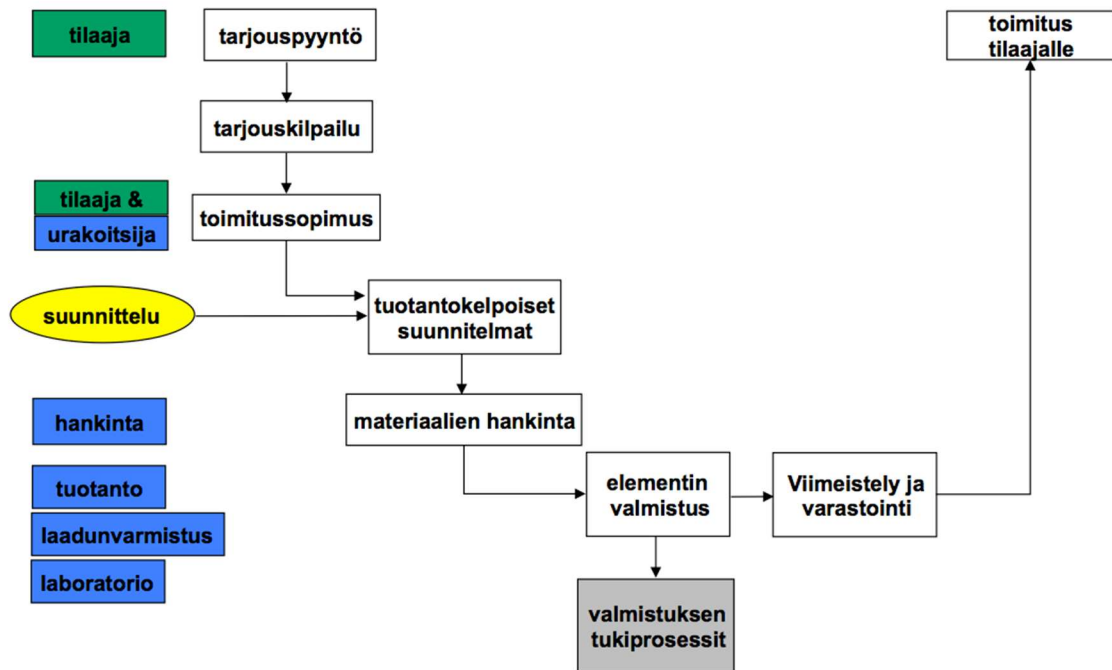 tilaaja
tarjouspyyntö
toimitus
tilaajalle
tarjouskilpailu
tilaaja &
urakoitsija
toimitussopimus
suunnittelu
tuotantokelpoiset
suunnitelmat
hankinta
materiaalien hankinta
tuotanto
laadunvarmistus
laboratorio
elementin
valmistus
Viimeistely ja
varastointi
valmistuksen
tukiprosessit